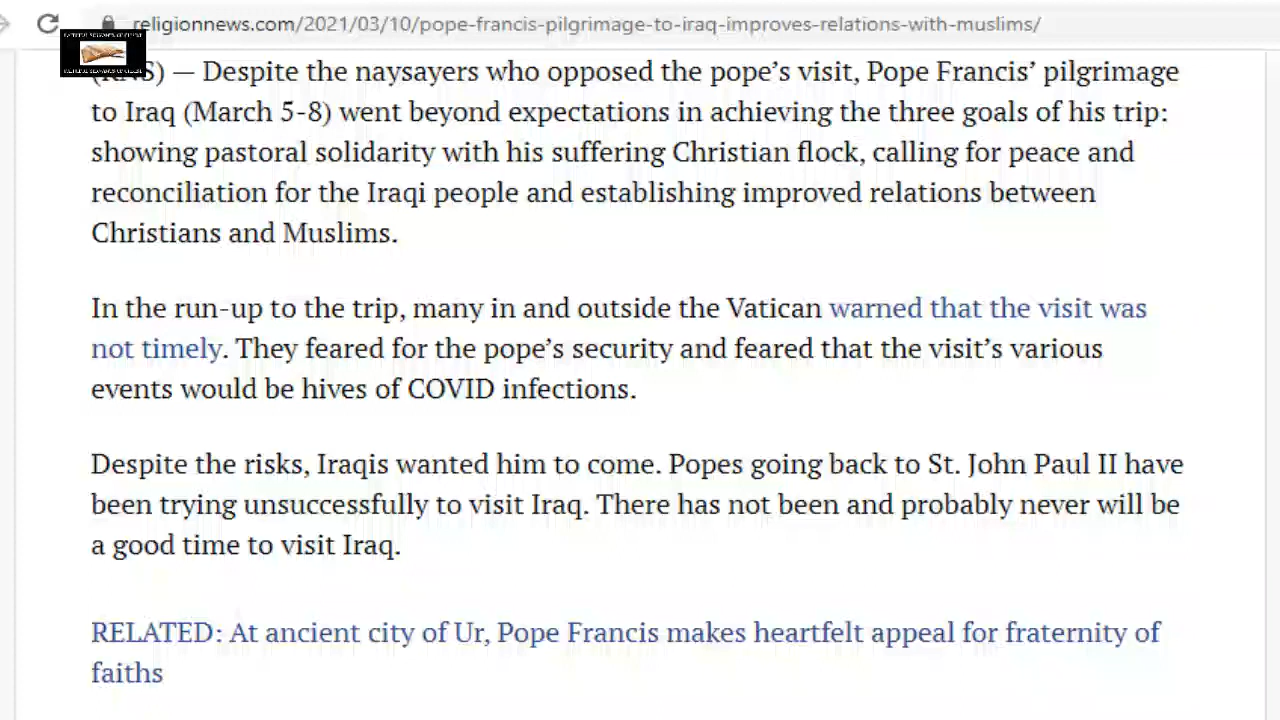 religionnews.com/2021/03/10/pope-francis-pilgrimage-to-iraq-improves-relations-with-muslims/
(RNS) — Despite the naysayers who opposed the pope’s visit, Pope Francis’ pilgrimage
to Iraq (March 5-8) went beyond expectations in achieving the three goals of his trip:
showing pastoral solidarity with his suffering Christian flock, calling for peace and
reconciliation for the Iraqi people and establishing improved relations between
Christians and Muslims.
In the run-up to the trip, many in and outside the Vatican warned that the visit was
not timely. They feared for the pope’s security and feared that the visit’s various
events would be hives of COVID infections.
Despite the risks, Iraqis wanted him to come. Popes going back to St. John Paul II have
been trying unsuccessfully to visit Iraq. There has not been and probably never will be
a good time to visit Iraq.
RELATED: At ancient city of Ur, Pope Francis makes heartfelt appeal for fraternity of
faiths